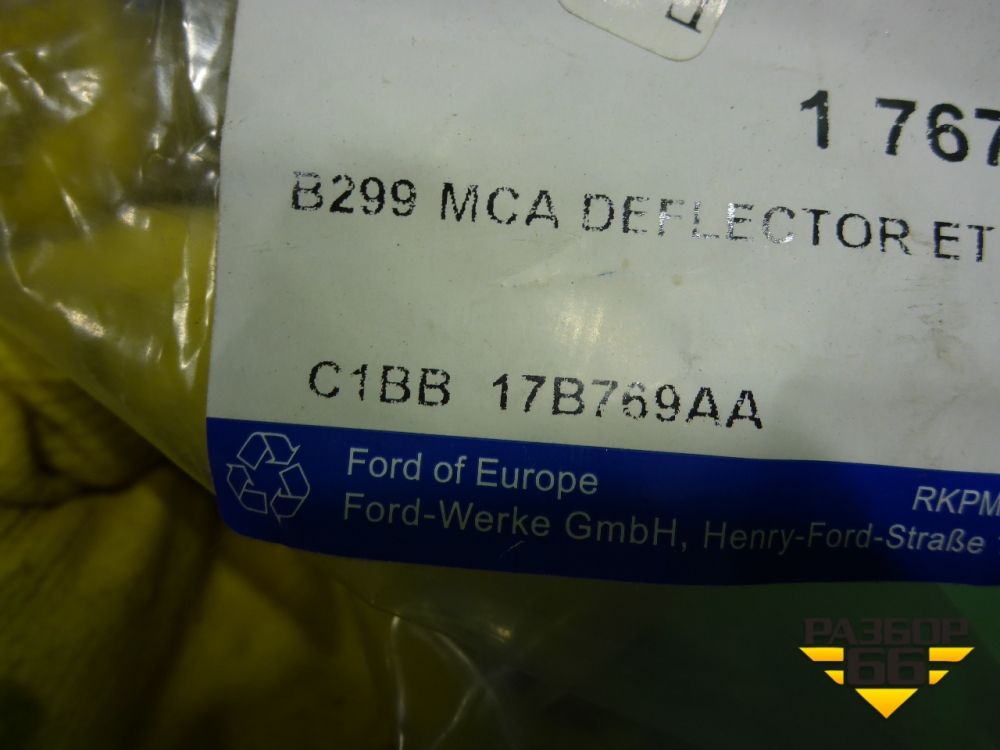 1 767
B299 MCA DEFLECTOR ET
C1BB 17B769AA
Ford of Europe
RKPM
Ford-Werke GmbH, Henry-Ford-Straße
РАЗБОР
66